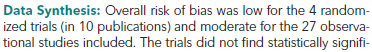 Data Synthesis: Overall risk of bias was low for the 4 random-
ized trials (in 10 publications) and moderate for the 27 observa-
tional studies included. The trials did not find statistically signifi-